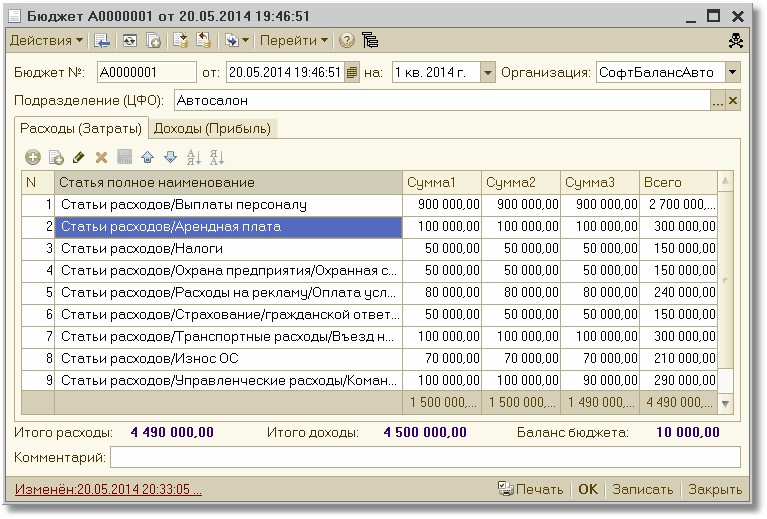 Бюджет А0000001 от 20.05.2014 19:46:51
Действия Перейти
Бюджет №: А0000001 от: 20.05.2014 19:46:51 на: 1 кв. 2014 г. Организация: СофтБалансАвто
Подразделение (ЦФО): Автосалон ... ×
Расходы (Затраты) Доходы (Прибыль)
N Статья полное наименование Сумма1 Сумма2 Сумма3 Всего
1 Статьи расходов/Выплаты персоналу 900 000,00 900 000,00 900 000,00 2 700 000,...
2 Статьи расходов/Арендная плата 100 000,00 100 000,00 100 000,00 300 000,00
3 Статьи расходов/Налоги 50 000,00 50 000,00 50 000,00 150 000,00
4 Статьи расходов/Охрана предприятия/Охранная с... 50 000,00 50 000,00 50 000,00 150 000,00
5 Статьи расходов/Расходы на рекламу/Оплата усл... 80 000,00 80 000,00 80 000,00 240 000,00
6 Статьи расходов/Страхование/гражданской ответ... 50 000,00 50 000,00 50 000,00 150 000,00
7 Статьи расходов/Транспортные расходы/Въезд н... 100 000,00 100 000,00 100 000,00 300 000,00
8 Статьи расходов/Износ ОС 70 000,00 70 000,00 70 000,00 210 000,00
9 Статьи расходов/Управленческие расходы/Коман... 100 000,00 100 000,00 90 000,00 290 000,00
1 500 000,... 1 500 000,... 1 490 000,... 4 490 000,...
Итого расходы: 4 490 000,00 Итого доходы: 4 500 000,00 Баланс бюджета: 10 000,00
Комментарий:
Изменён:20.05.2014 20:33:05 ... Печать OK Записать Закрыть